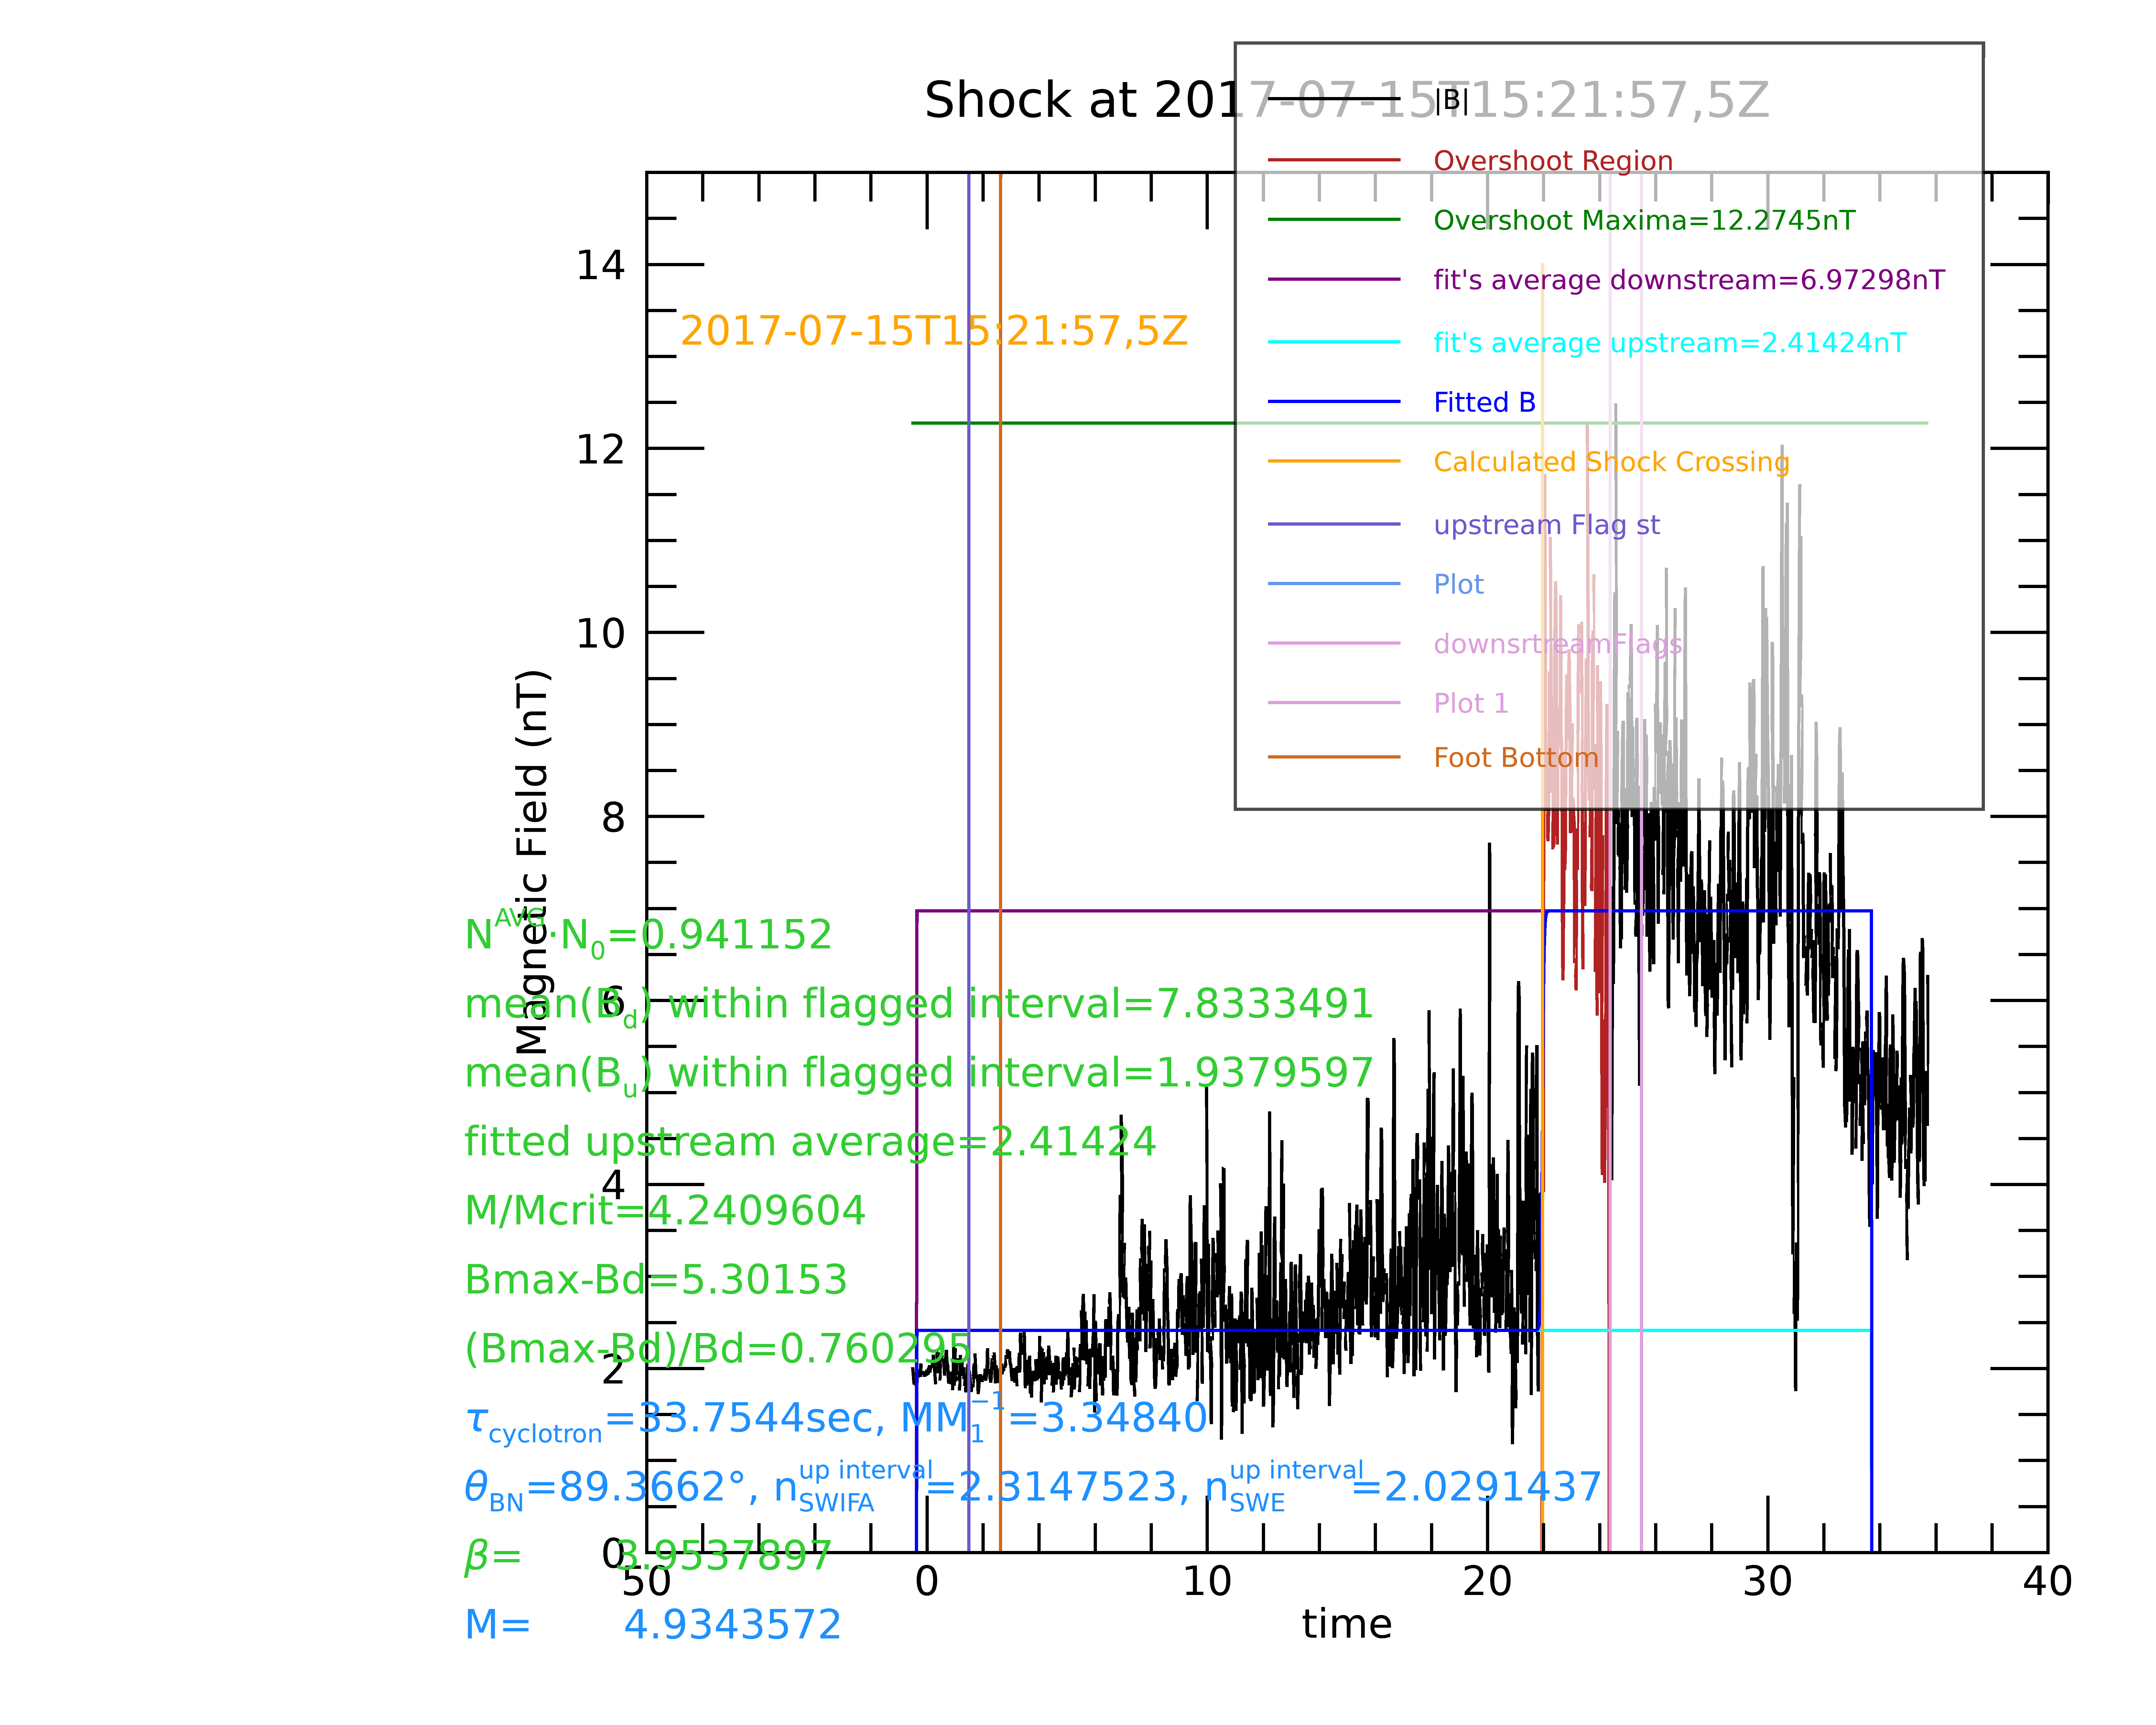 Shock at 2017-07-15T15:21:57,5Z
|B|
Overshoot Region
Overshoot Maxima=12.2745nT
fit's average downstream=6.97298nT
fit's average upstream=2.41424nT
Fitted B
Calculated Shock Crossing
upstream Flag st
Plot
downsrtreamFlags
Plot 1
Foot Bottom
2017-07-15T15:21:57,5Z
Magnetic Field (nT)
14
12
10
8
6
4
2
0
N^AVG·N_0=0.941152
mean(B_d) within flagged interval=7.8333491
mean(B_u) within flagged interval=1.9379597
fitted upstream average=2.41424
M/Mcrit=4.2409604
Bmax-Bd=5.30153
(Bmax-Bd)/Bd=0.760295
τ_cyclotron=33.7544sec, MM_1^−1=3.34840
θ_BN=89.3662°, n_SWIFA^up interval=2.3147523, n_SWE^up interval=2.0291437
β= 3.9537897
M= 4.9343572
50 0 10 20 30 40
time